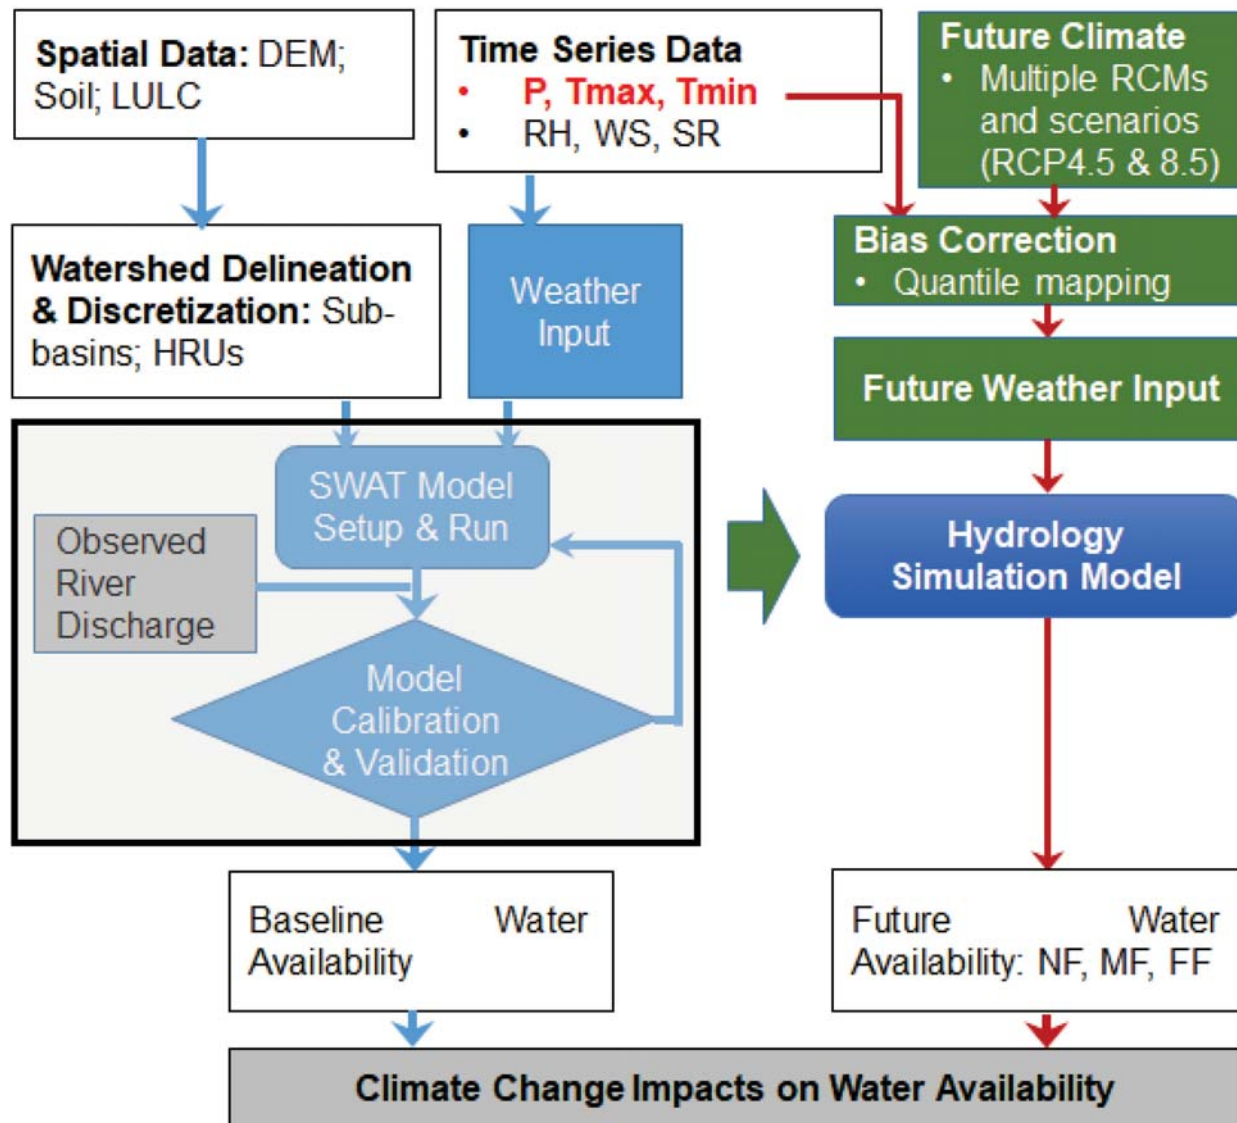 Spatial Data: DEM;
Soil; LULC
Time Series Data
• P, Tmax, Tmin
• RH, WS, SR
Future Climate
• Multiple RCMs
and scenarios
(RCP4.5 & 8.5)
Bias Correction
• Quantile mapping
Watershed Delineation
& Discretization: Sub-
basins; HRUs
Weather
Input
Future Weather Input
SWAT Model
Setup & Run
Observed
River
Discharge
Hydrology
Simulation Model
Model
Calibration
& Validation
Baseline Water
Availability
Future Water
Availability: NF, MF, FF
Climate Change Impacts on Water Availability